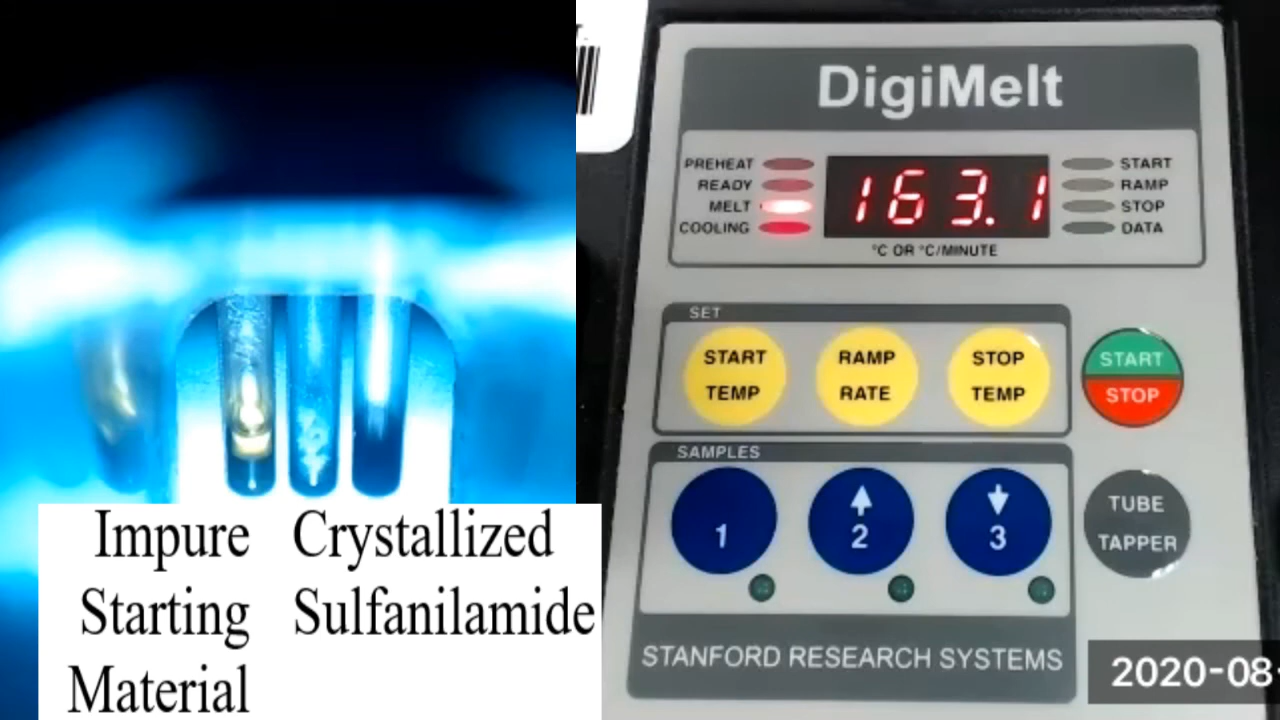 DigiMelt
PREHEAT
READY
MELT
COOLING
163.1
START
RAMP
STOP
DATA
°C OR °C/MINUTE
SET
START TEMP
RAMP RATE
STOP TEMP
START
STOP
SAMPLES
1
2
3
TUBE
TAPPER
STANFORD RESEARCH SYSTEMS
Impure
Starting
Material
Crystallized
Sulfanilamide
2020-08-